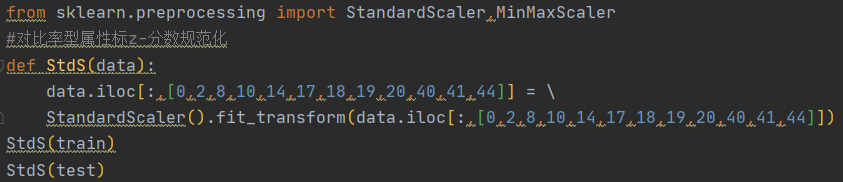 from sklearn.preprocessing import StandardScaler,MinMaxScaler
#对比率型属性标z-分数规范化
def StdS(data):
    data.iloc[:,[0,2,8,10,14,17,18,19,20,40,41,44]] = \
    StandardScaler().fit_transform(data.iloc[:,[0,2,8,10,14,17,18,19,20,40,41,44]])
StdS(train)
StdS(test)